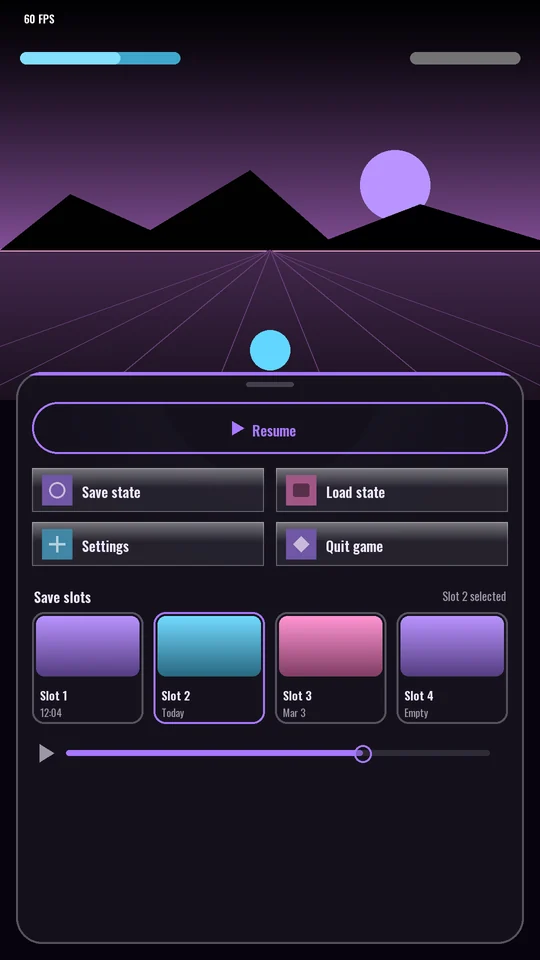 60 FPS
Resume
Save state
Load state
Settings
Quit game
Save slots
Slot 2 selected
Slot 1
12:04
Slot 2
Today
Slot 3
Mar 3
Slot 4
Empty